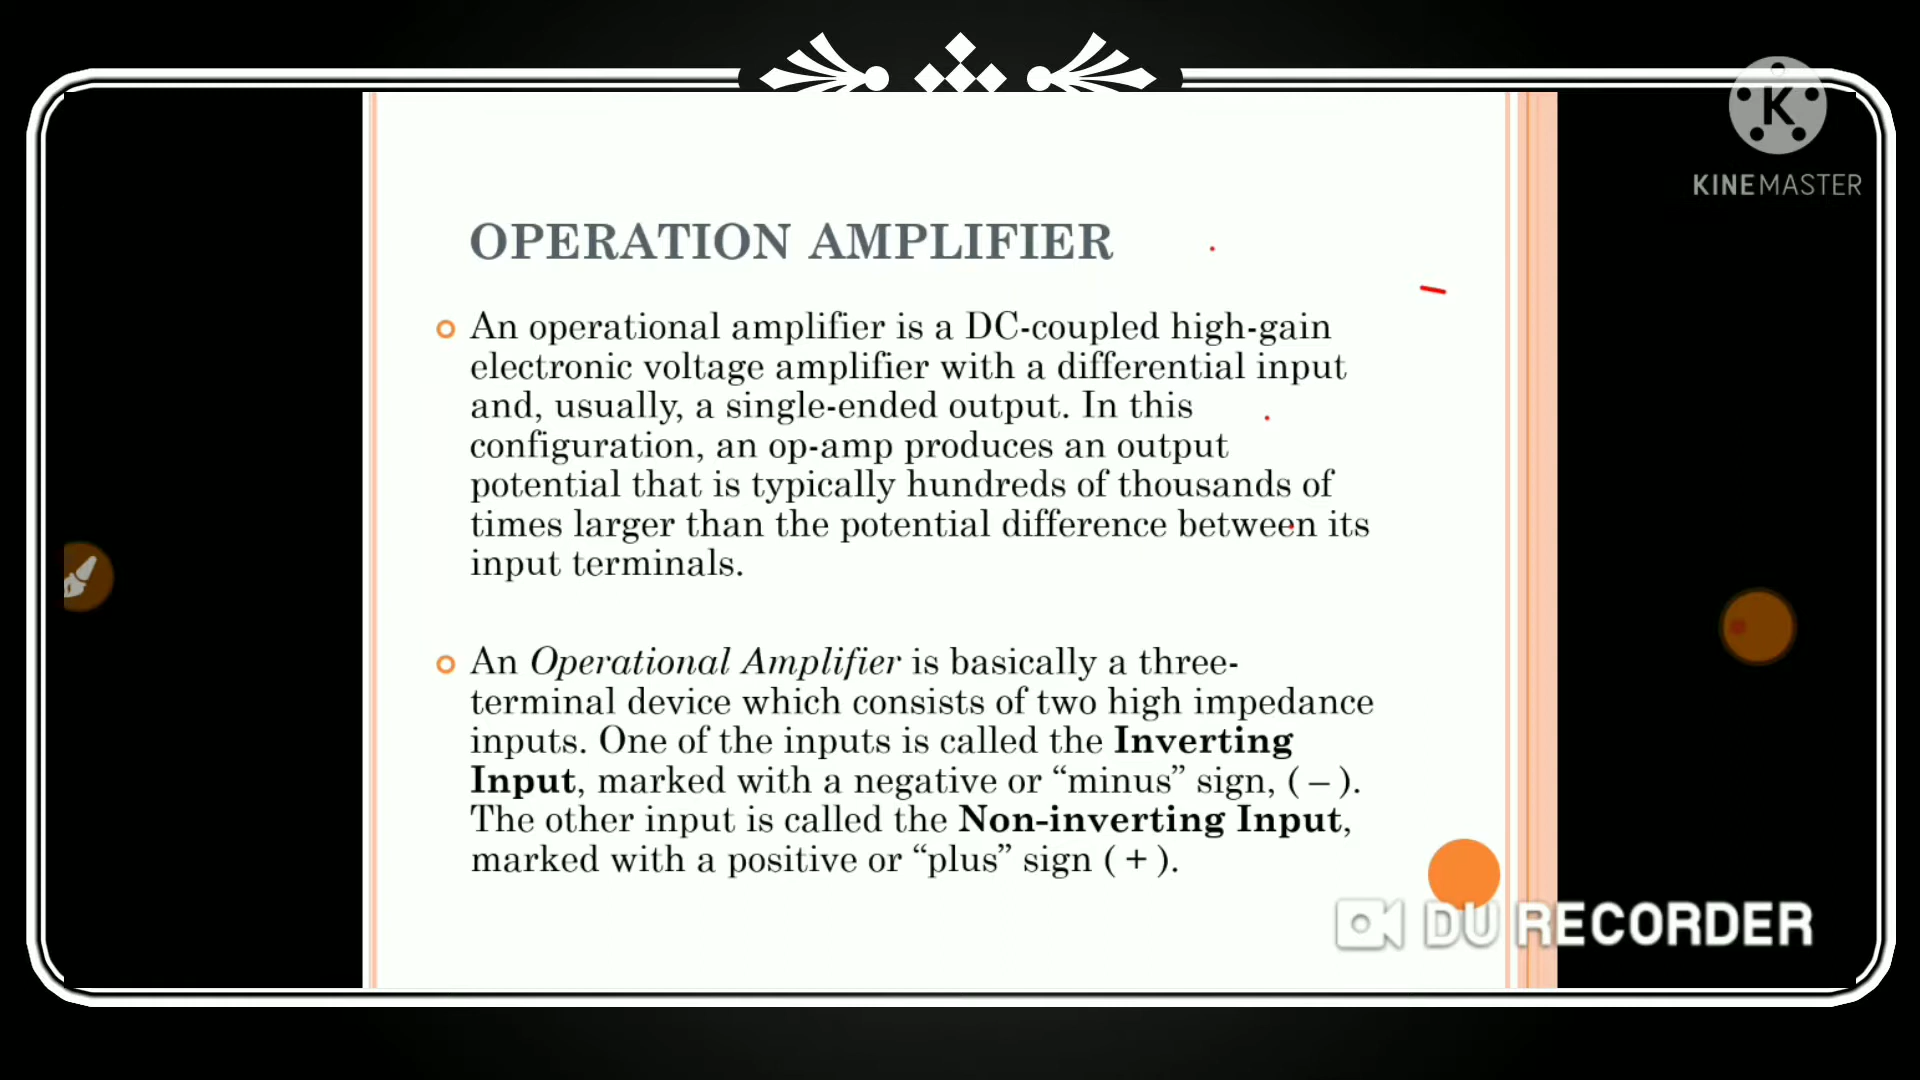 K
KINEMASTER
OPERATION AMPLIFIER
An operational amplifier is a DC-coupled high-gain
electronic voltage amplifier with a differential input
and, usually, a single-ended output. In this
configuration, an op-amp produces an output
potential that is typically hundreds of thousands of
times larger than the potential difference between its
input terminals.
An Operational Amplifier is basically a three-
terminal device which consists of two high impedance
inputs. One of the inputs is called the Inverting
Input, marked with a negative or “minus” sign, ( – ).
The other input is called the Non-inverting Input,
marked with a positive or “plus” sign ( + ).
DU RECORDER